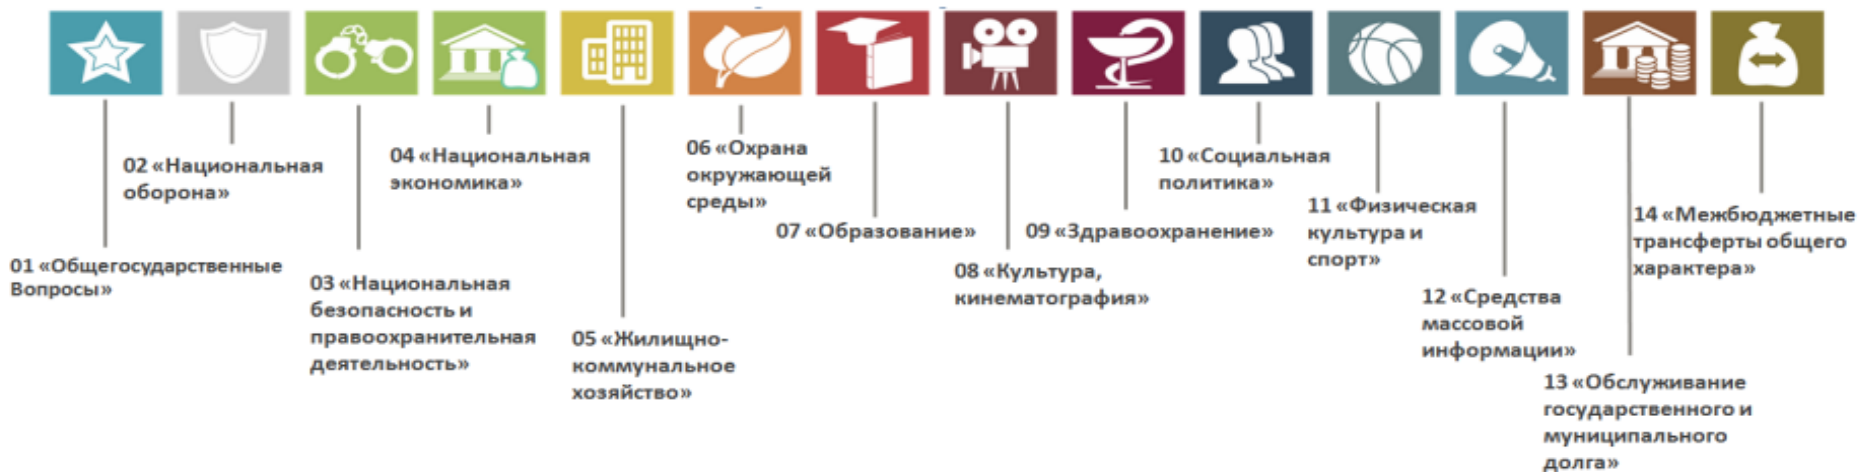 01 «Общегосударственные
Вопросы»
02 «Национальная
оборона»
03 «Национальная
безопасность и
правоохранительная
деятельность»
04 «Национальная
экономика»
05 «Жилищно-
коммунальное
хозяйство»
06 «Охрана
окружающей
среды»
07 «Образование»
08 «Культура,
кинематография»
09 «Здравоохранение»
10 «Социальная
политика»
11 «Физическая
культура и
спорт»
12 «Средства
массовой
информации»
13 «Обслуживание
государственного и
муниципального
долга»
14 «Межбюджетные
трансферты общего
характера»